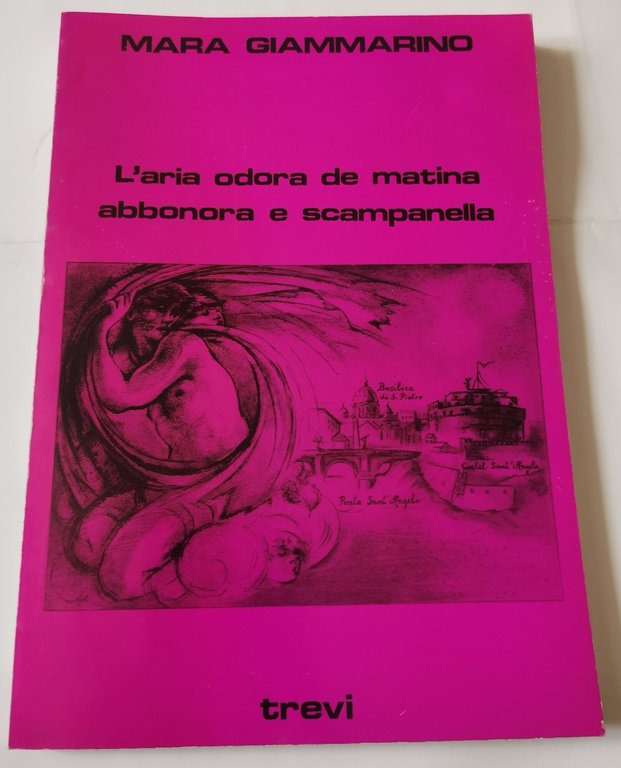 MARA GIAMMARINO
L'aria odora de matina
abbonora e scampanella
Basilica
di S. Pietro
Castel Sant'Angelo
Ponte Sant'Angelo
trevi